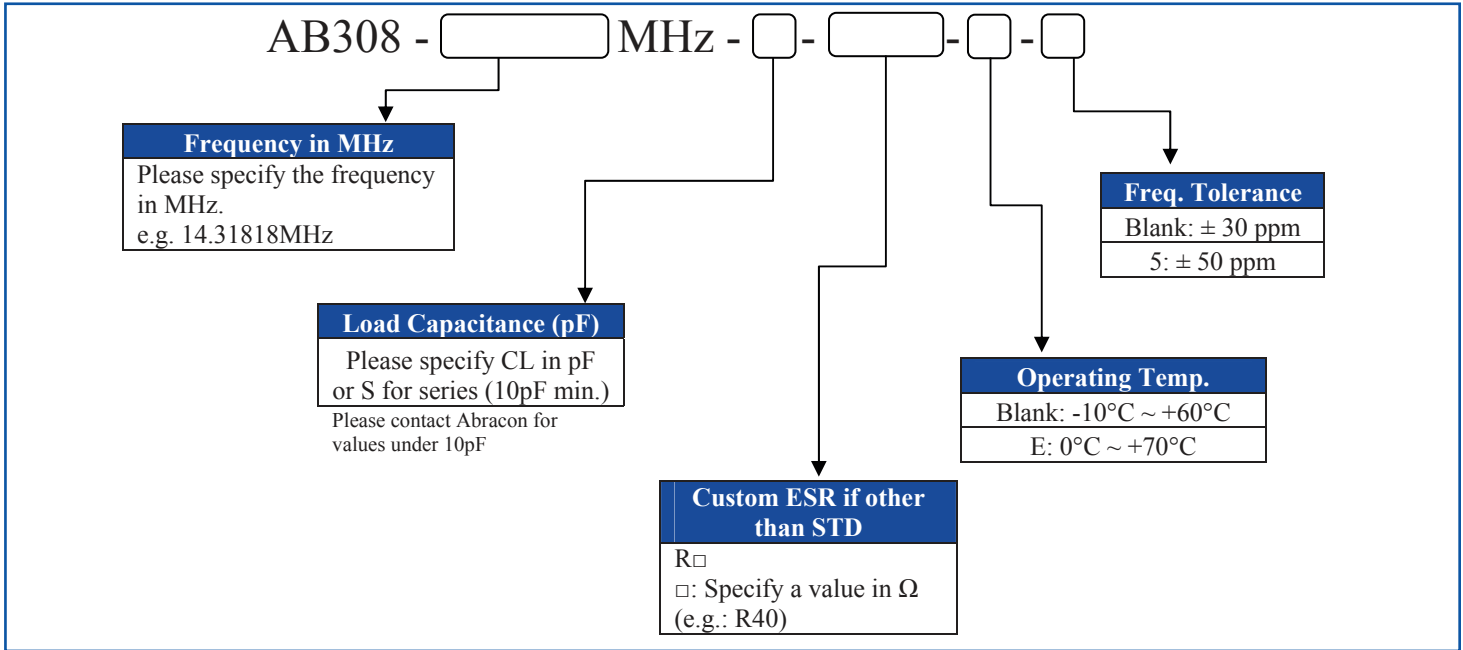 AB308 - MHz - - - -
Frequency in MHz
Please specify the frequency
in MHz.
e.g. 14.31818MHz
Load Capacitance (pF)
Please specify CL in pF
or S for series (10pF min.)
Please contact Abracon for
values under 10pF
Custom ESR if other
than STD
R□
□: Specify a value in Ω
(e.g.: R40)
Operating Temp.
Blank: -10°C ~ +60°C
E: 0°C ~ +70°C
Freq. Tolerance
Blank: ± 30 ppm
5: ± 50 ppm